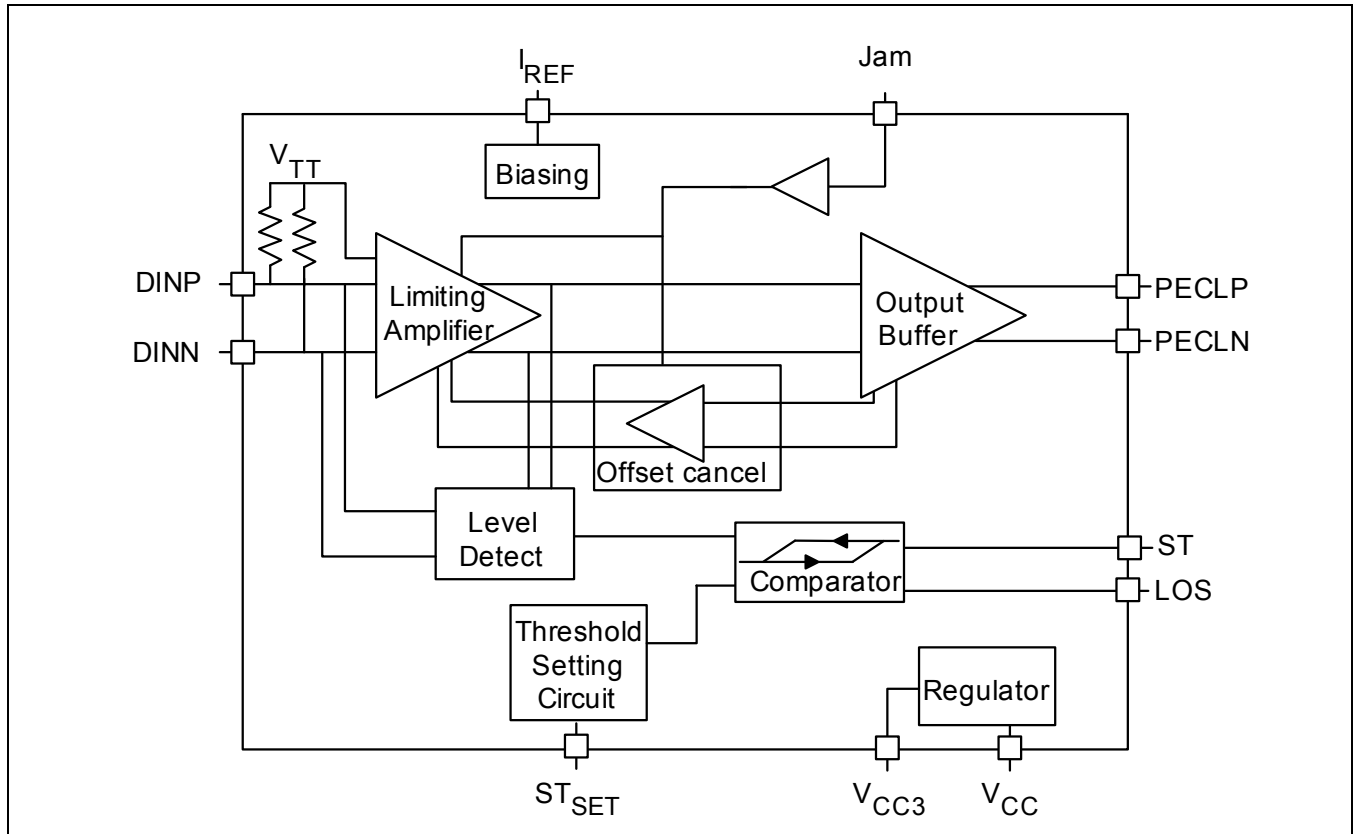 I_REF
Jam
V_TT
Biasing
DINP
DINN
Limiting
Amplifier
Output
Buffer
PECLP
PECLN
Offset cancel
Level
Detect
Comparator
ST
LOS
Threshold
Setting
Circuit
Regulator
ST_SET
V_CC3
V_CC